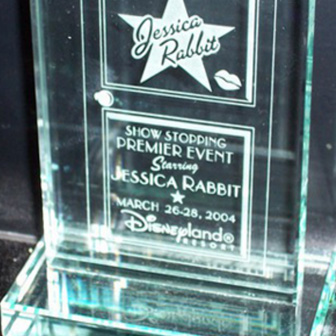 Jessica
Rabbit
SHOW STOPPING
PREMIER EVENT
Starring
JESSICA RABBIT
MARCH 26-28, 2004
Disneyland®
RESORT